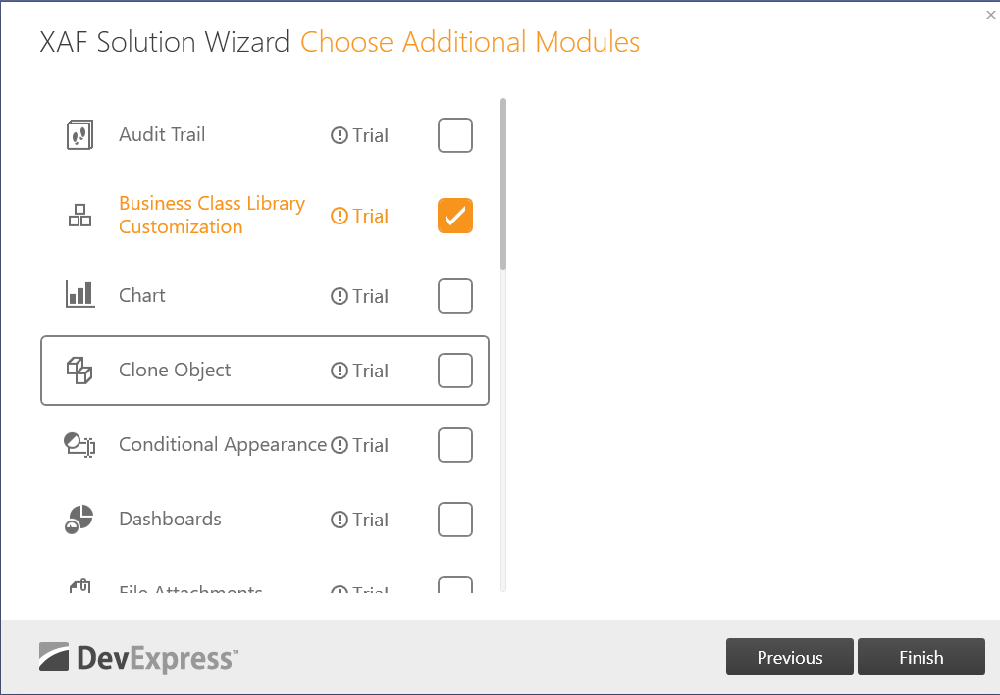 XAF Solution Wizard Choose Additional Modules
Audit Trail Trial
Business Class Library
Customization Trial
Chart Trial
Clone Object Trial
Conditional Appearance Trial
Dashboards Trial
File Attachments Trial
DevExpress™
Previous Finish